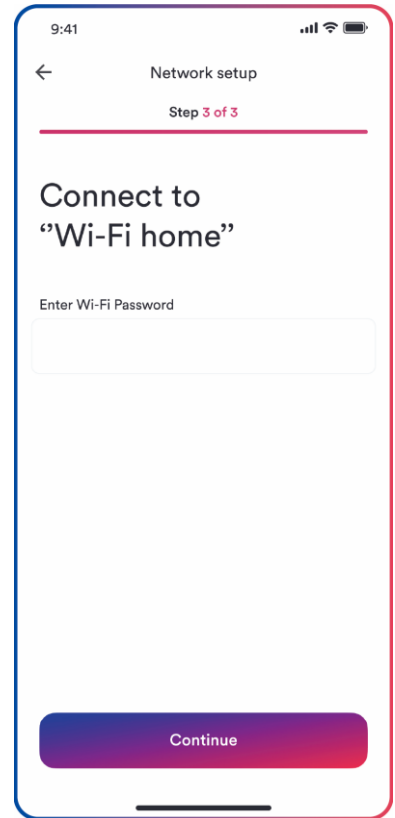 9:41
Network setup
Step 3 of 3
Connect to
‘’Wi-Fi home’’
Enter Wi-Fi Password
Continue